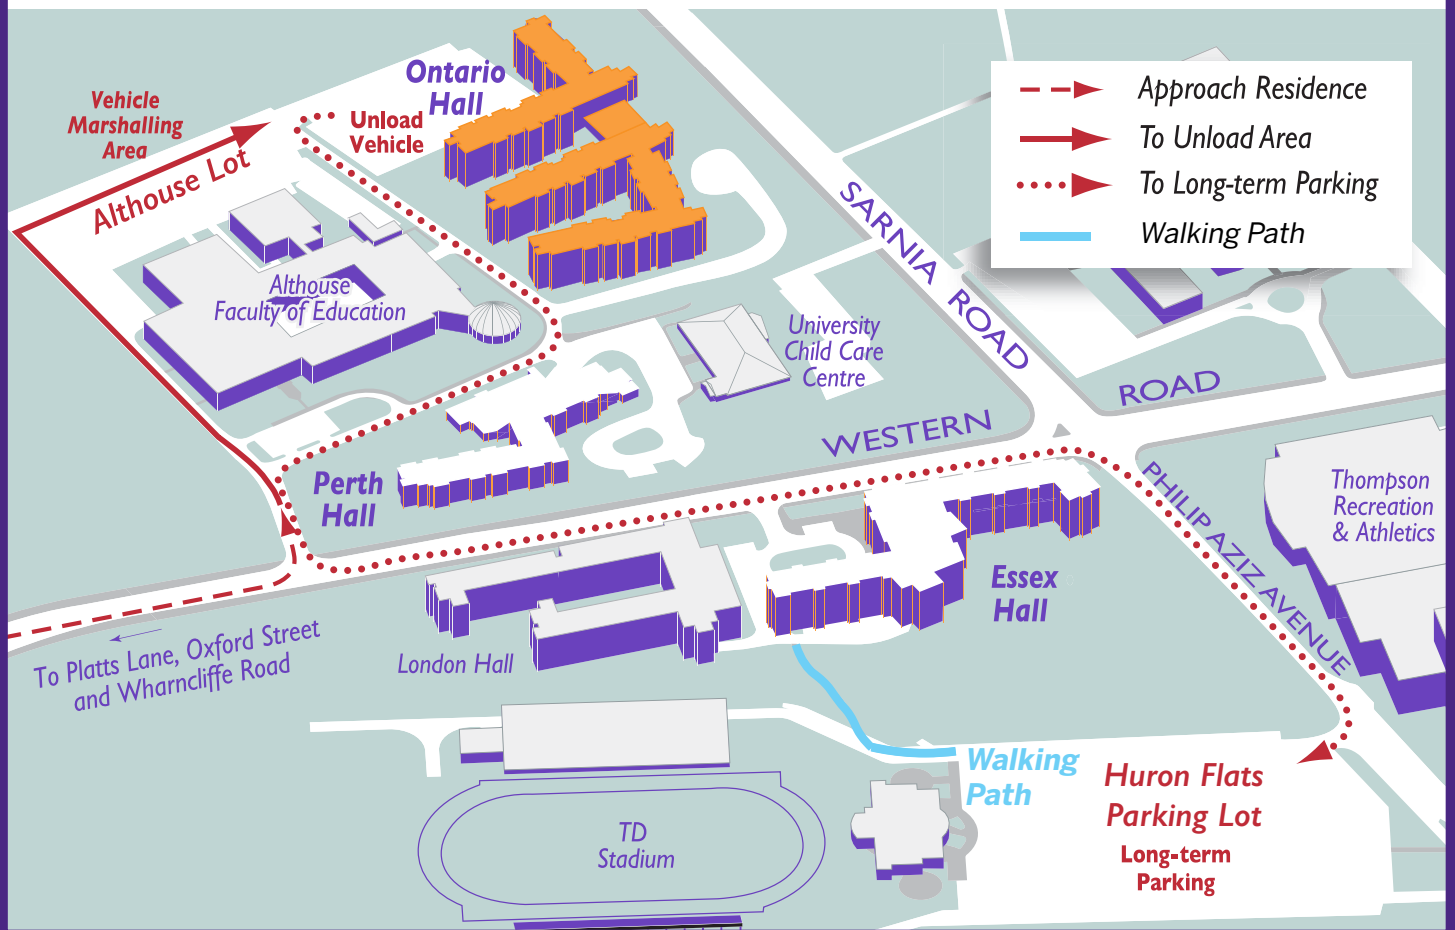 Ontario
Hall
Vehicle
Marshalling
Area
Unload
Vehicle
Althouse Lot
Approach Residence
To Unload Area
To Long-term Parking
Walking Path
SARNIA ROAD
Althouse
Faculty of Education
University
Child Care
Centre
WESTERN ROAD
Perth
Hall
PHILIP AZIZ AVENUE
Thompson
Recreation
& Athletics
Essex
Hall
To Platts Lane, Oxford Street
and Wharncliffe Road
London Hall
Walking
Path
Huron Flats
Parking Lot
Long-term
Parking
TD
Stadium